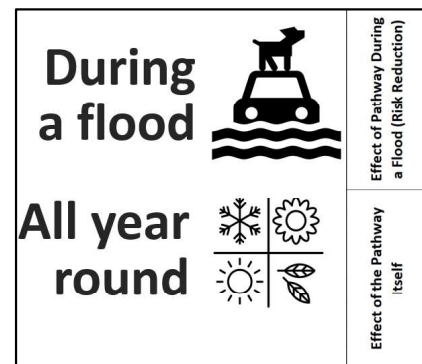 During
a flood
Effect of Pathway During
a Flood (Risk Reduction)
All year
round
Effect of the Pathway
Itself